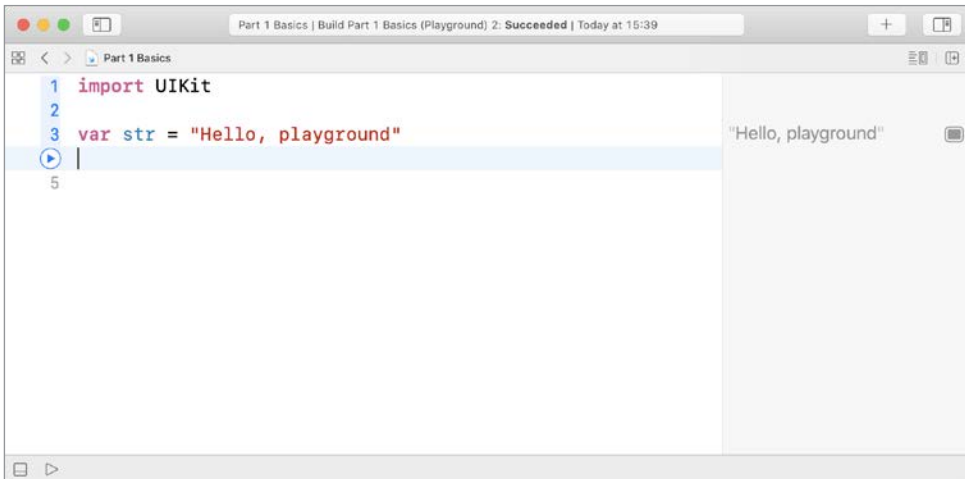 Part 1 Basics | Build Part 1 Basics (Playground) 2: Succeeded | Today at 15:39
Part 1 Basics
1 import UIKit
2
3 var str = "Hello, playground"
"Hello, playground"
5